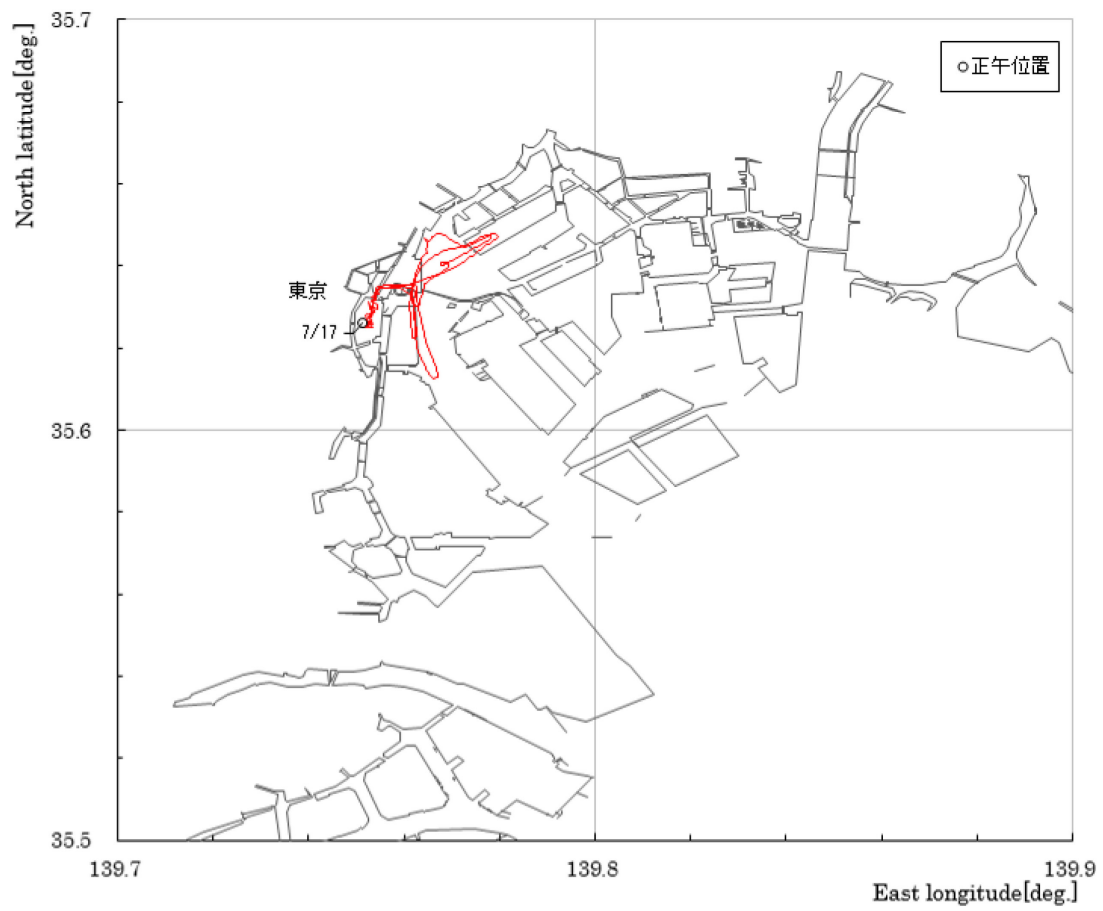 35.7
North latitude[deg.]
○正午位置
東京
7/17
35.6
35.5
139.7
139.8
139.9
East longitude[deg.]